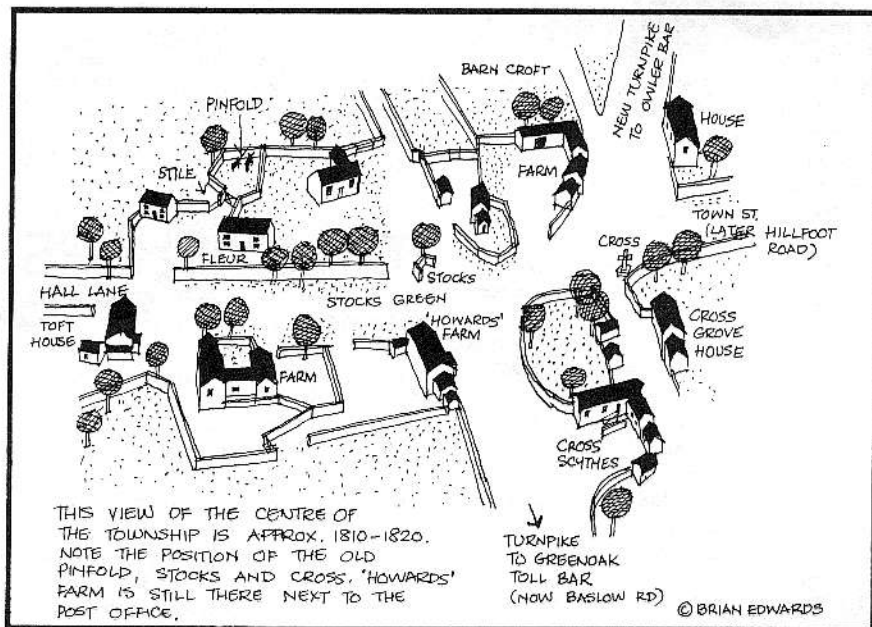 BARN CROFT
NEW TURNPIKE
TO OWLER BAR
PINFOLD
HOUSE
STILE
FARM
TOWN ST.
(LATER HILLFOOT
ROAD)
CROSS
FLEUR
STOCKS
HALL LANE
STOCKS GREEN
TOFT
HOUSE
'HOWARDS'
FARM
CROSS
GROVE
HOUSE
FARM
CROSS
SCYTHES
THIS VIEW OF THE CENTRE OF
THE TOWNSHIP IS APPROX. 1810-1820.
NOTE THE POSITION OF THE OLD
PINFOLD, STOCKS AND CROSS. 'HOWARDS'
FARM IS STILL THERE NEXT TO THE
POST OFFICE.
TURNPIKE
TO GREENOAK
TOLL BAR
(NOW BASLOW RD)
© BRIAN EDWARDS